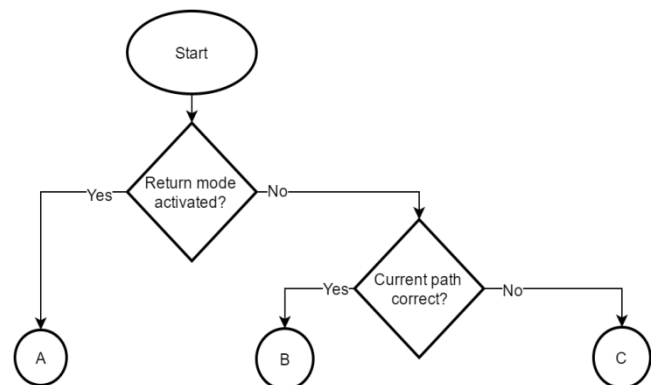 Start
Return mode
activated?
Yes
No
Current path
correct?
Yes
No
A
B
C